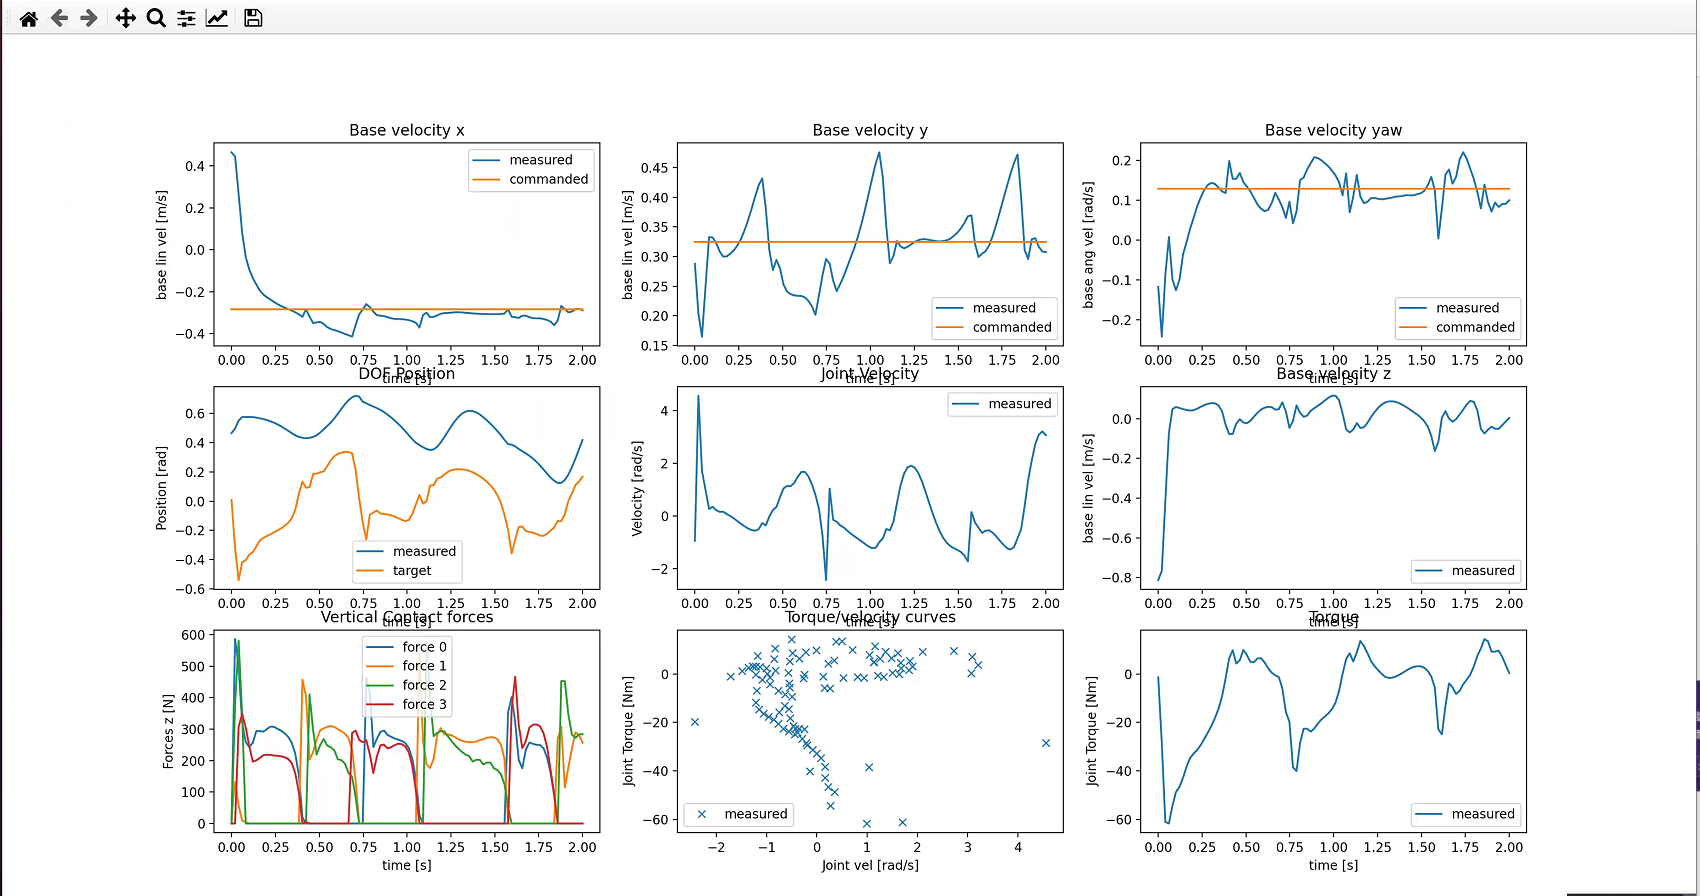 Base velocity x
Base velocity y
Base velocity yaw
base lin vel [m/s]
0.4
0.2
0.0
−0.2
−0.4
measured
commanded
0.00 0.25 0.50 0.75 1.00 1.25 1.50 1.75 2.00
time [s]
base lin vel [m/s]
0.45
0.40
0.35
0.30
0.25
0.20
0.15
measured
commanded
0.00 0.25 0.50 0.75 1.00 1.25 1.50 1.75 2.00
time [s]
base ang vel [rad/s]
0.2
0.1
0.0
−0.1
−0.2
measured
commanded
0.00 0.25 0.50 0.75 1.00 1.25 1.50 1.75 2.00
time [s]
DOF Position
Joint Velocity
Base velocity z
Position [rad]
0.6
0.4
0.2
0.0
−0.2
−0.4
−0.6
measured
target
0.00 0.25 0.50 0.75 1.00 1.25 1.50 1.75 2.00
time [s]
Velocity [rad/s]
4
2
0
−2
measured
0.00 0.25 0.50 0.75 1.00 1.25 1.50 1.75 2.00
time [s]
base lin vel [m/s]
0.0
−0.2
−0.4
−0.6
−0.8
measured
0.00 0.25 0.50 0.75 1.00 1.25 1.50 1.75 2.00
time [s]
Vertical Contact forces
Torque/velocity curves
Torque
Forces z [N]
600
500
400
300
200
100
0
force 0
force 1
force 2
force 3
0.00 0.25 0.50 0.75 1.00 1.25 1.50 1.75 2.00
time [s]
Joint Torque [Nm]
0
−20
−40
−60
measured
−2 −1 0 1 2 3 4
Joint vel [rad/s]
Joint Torque [Nm]
0
−20
−40
−60
measured
0.00 0.25 0.50 0.75 1.00 1.25 1.50 1.75 2.00
time [s]